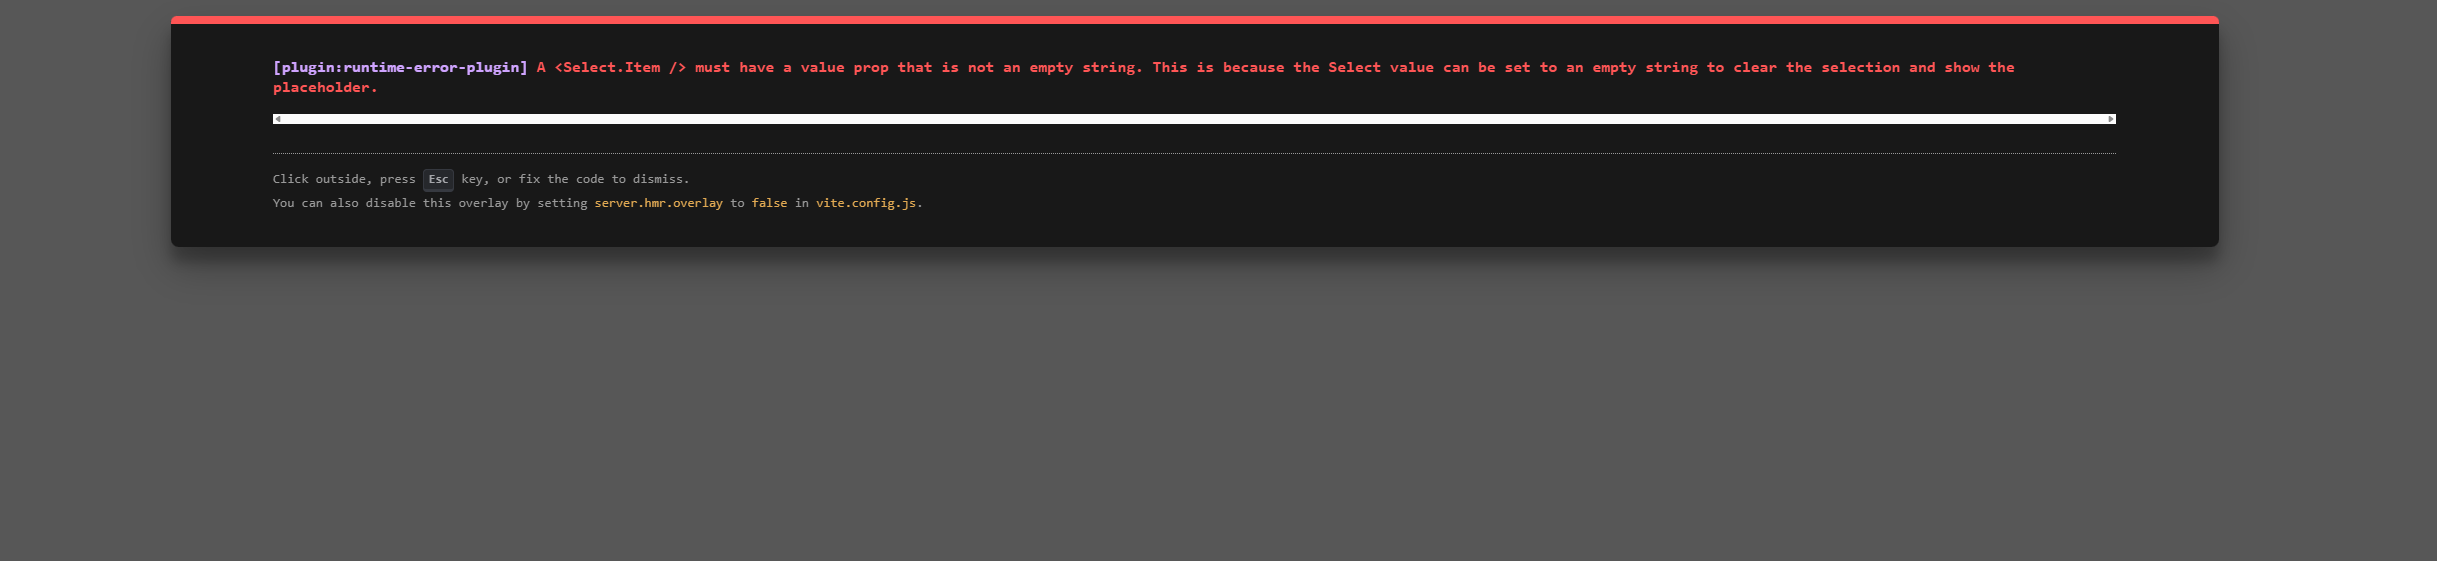 [plugin:runtime-error-plugin] A <Select.Item /> must have a value prop that is not an empty string. This is because the Select value can be set to an empty string to clear the selection and show the
placeholder.
Click outside, press Esc key, or fix the code to dismiss.
You can also disable this overlay by setting server.hmr.overlay to false in vite.config.js.